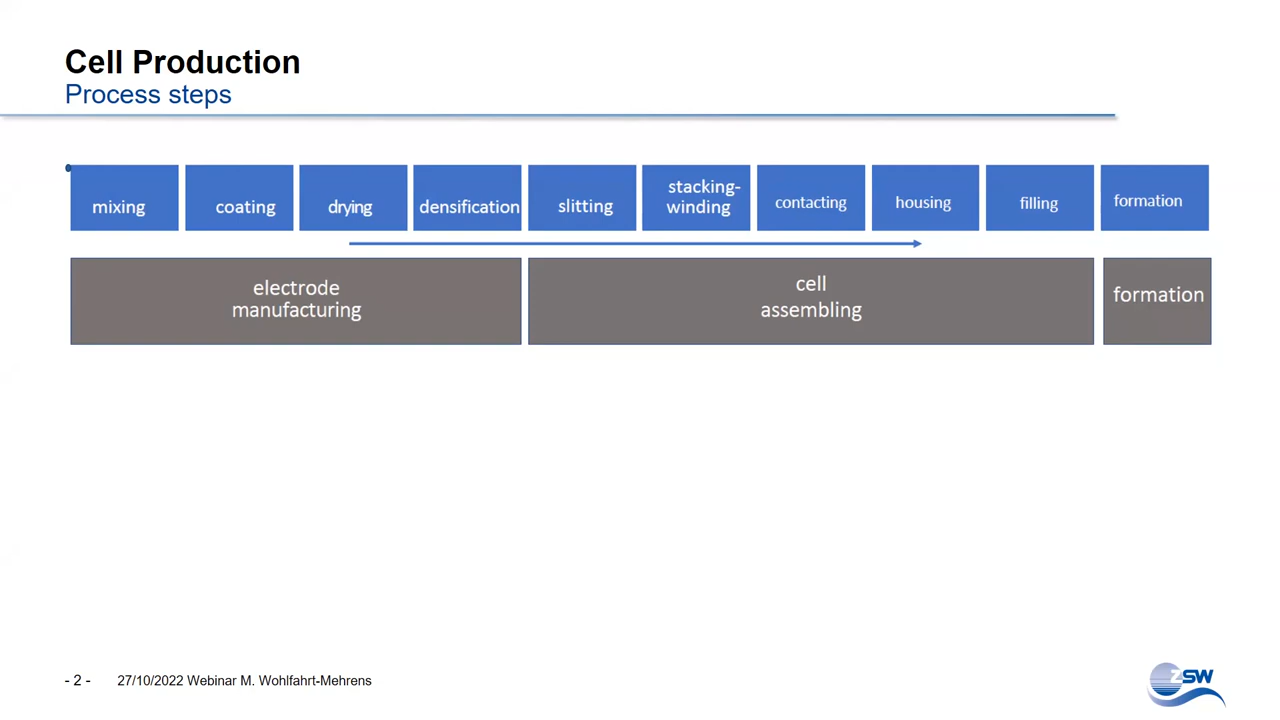 Cell Production
Process steps
mixing
coating
drying
densification
slitting
stacking-
winding
contacting
housing
filling
formation
electrode
manufacturing
cell
assembling
formation
- 2 -
27/10/2022 Webinar M. Wohlfahrt-Mehrens
ZSW